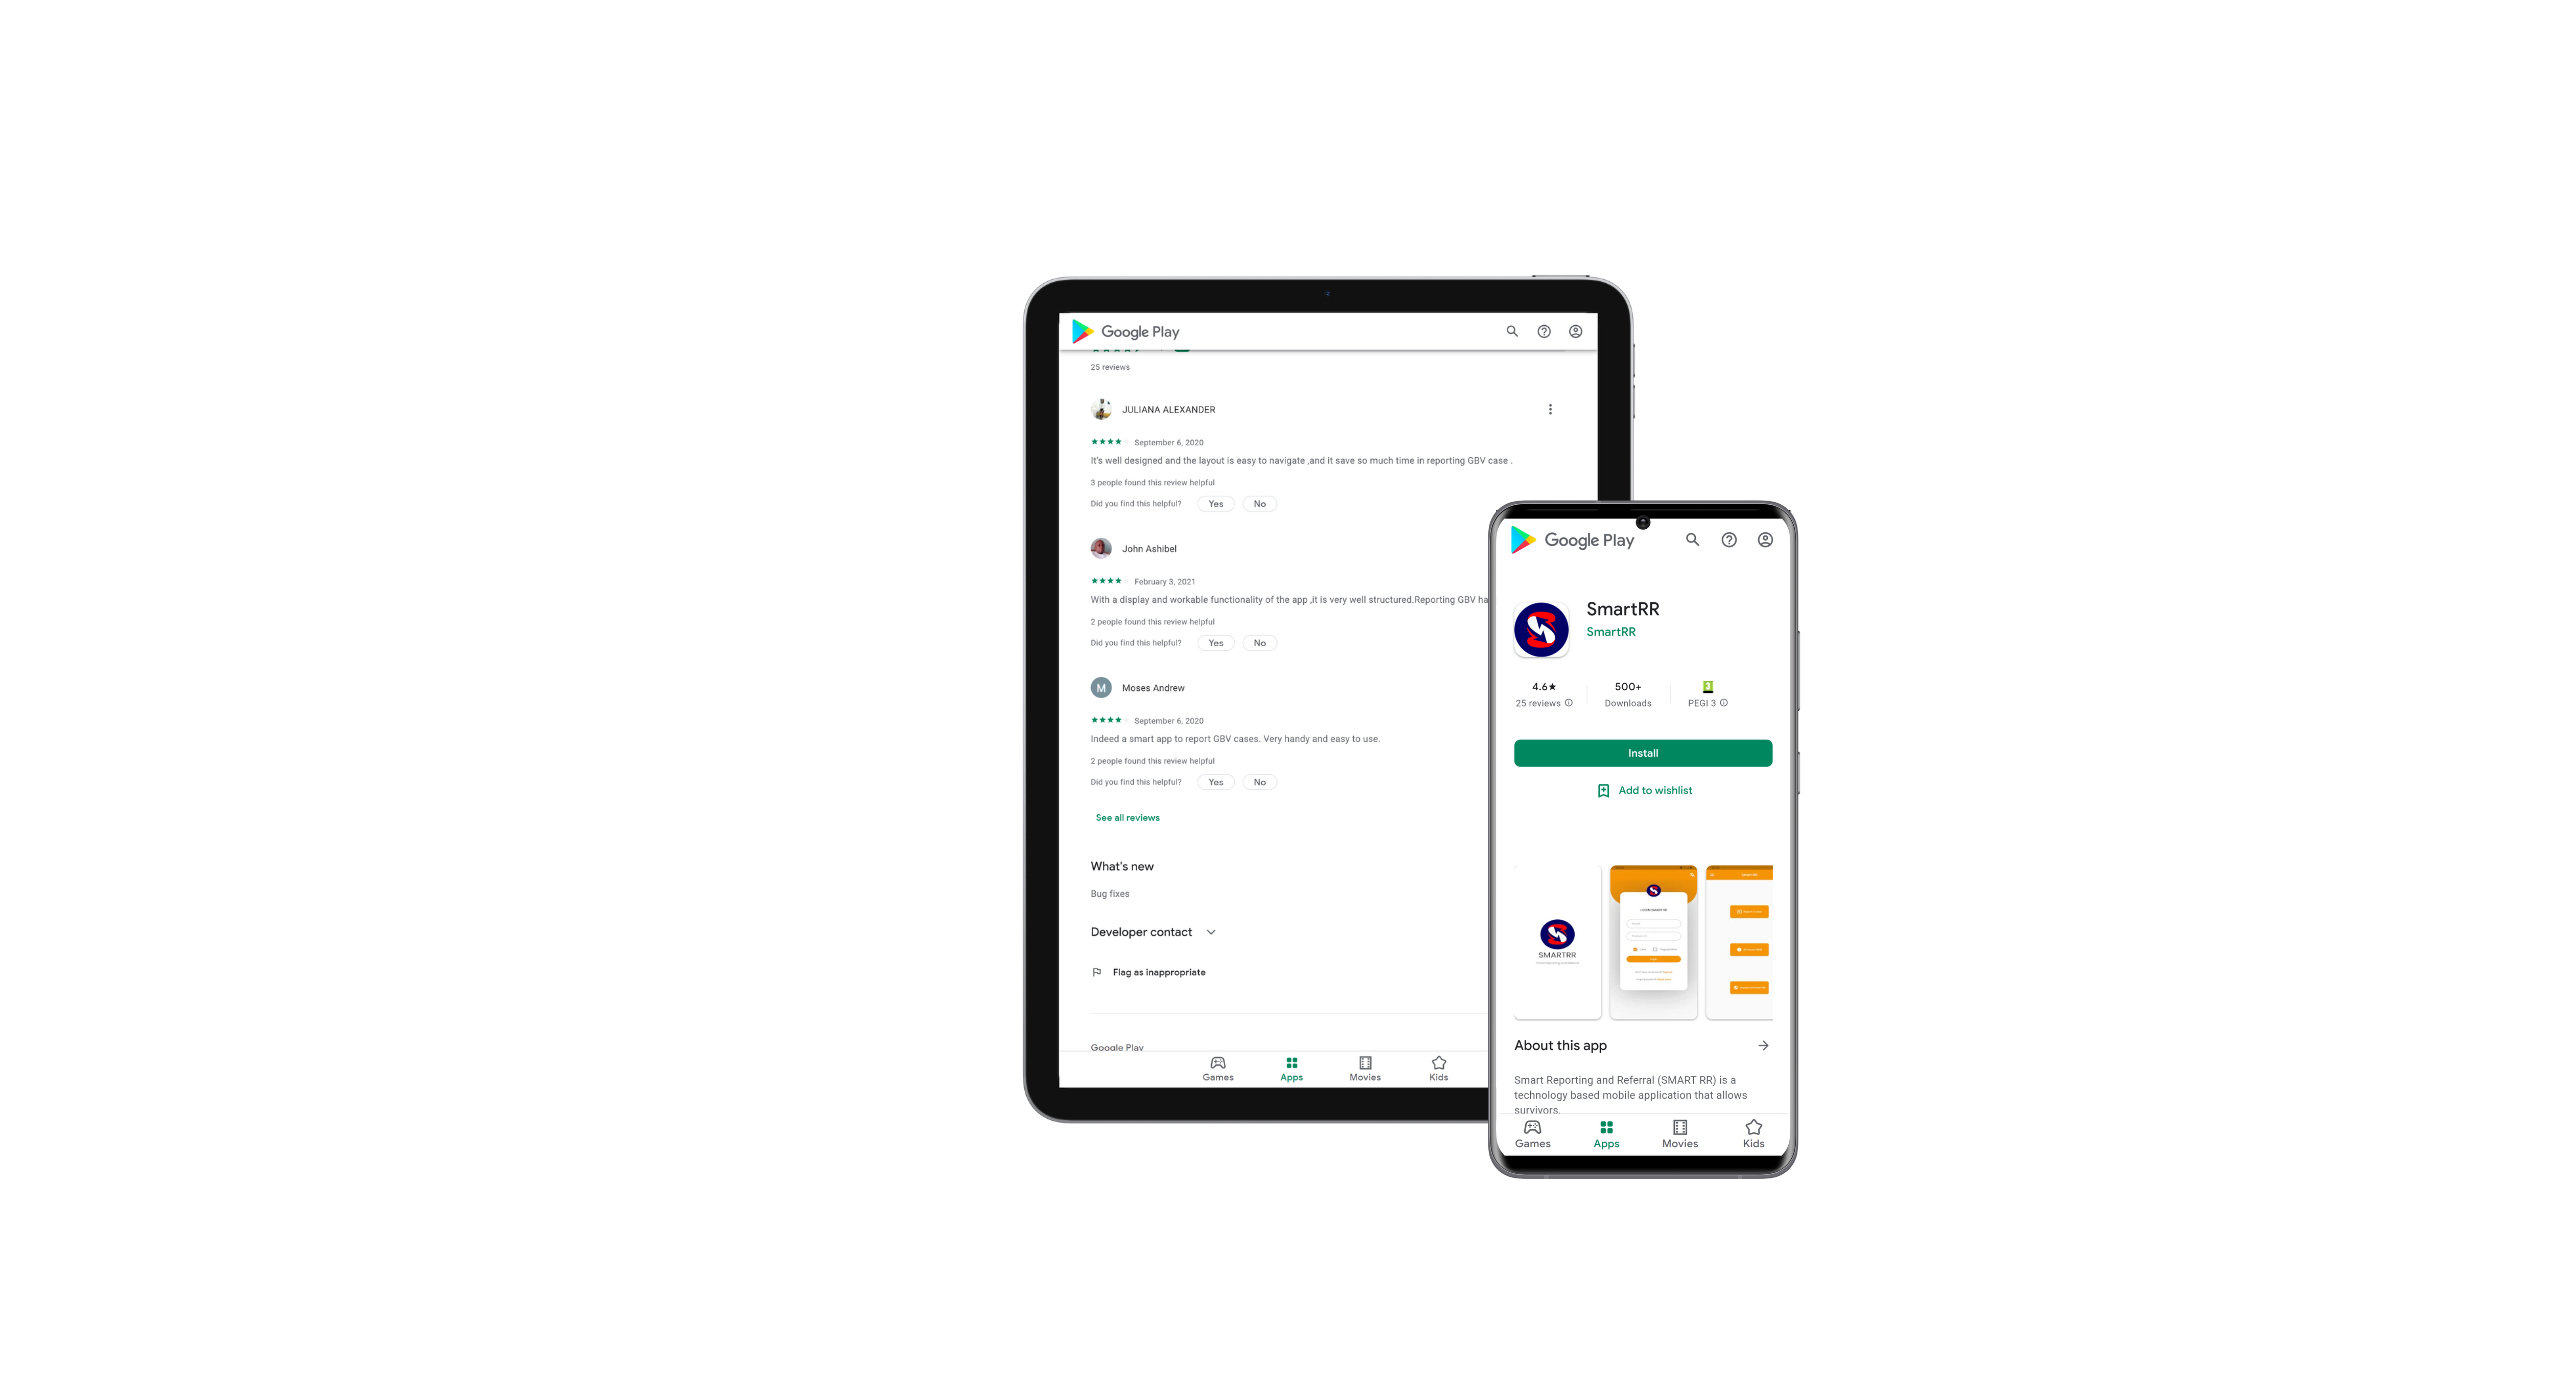 Google Play
25 reviews
JULIANA ALEXANDER
September 6, 2020
It's well designed and the layout is easy to navigate ,and it save so much time in reporting GBV case .
3 people found this review helpful
Did you find this helpful? Yes No
John Ashibel
February 3, 2021
With a display and workable functionality of the app ,it is very well structured.Reporting GBV ha
2 people found this review helpful
Did you find this helpful? Yes No
M Moses Andrew
September 6, 2020
Indeed a smart app to report GBV cases. Very handy and easy to use.
2 people found this review helpful
Did you find this helpful? Yes No
See all reviews
What's new
Bug fixes
Developer contact
Flag as inappropriate
Google Play
Games Apps Movies Kids
Google Play
SmartRR
SmartRR
4.6★ 500+ 3
25 reviews Downloads PEGI 3
Install
Add to wishlist
SMARTRR
About this app
Smart Reporting and Referral (SMART RR) is a
technology based mobile application that allows
survivors.
Games Apps Movies Kids